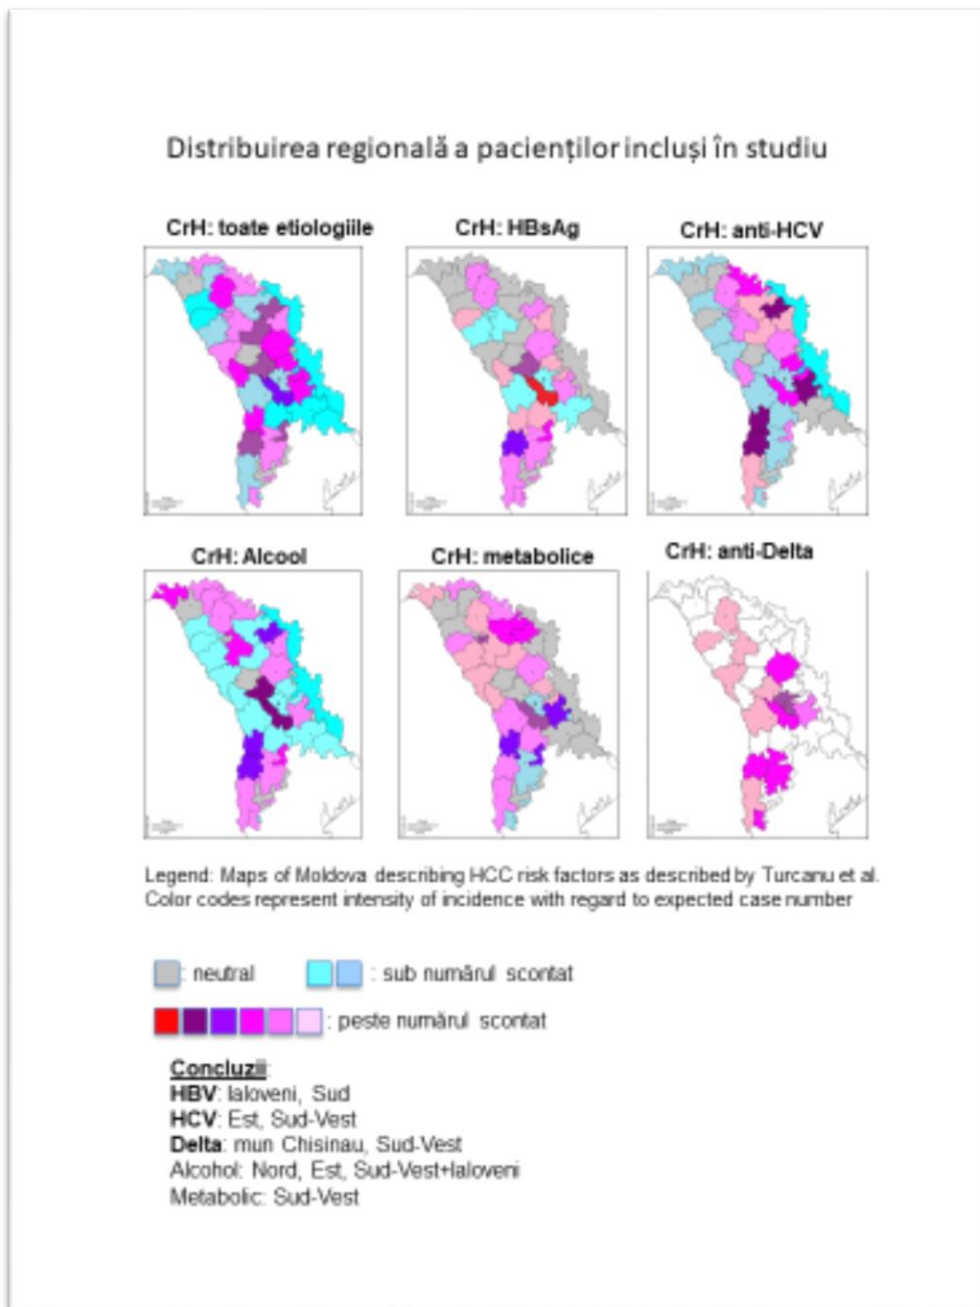 Distribuirea regională a pacienților incluși în studiu
CrH: toate etiologiile
CrH: HBsAg
CrH: anti-HCV
CrH: Alcool
CrH: metabolice
CrH: anti-Delta
Legend: Maps of Moldova describing HCC risk factors as described by Turcanu et al.
Color codes represent intensity of incidence with regard to expected case number
: neutral
: sub numărul scontat
: peste numărul scontat
Concluzii:
HBV: Ialoveni, Sud
HCV: Est, Sud-Vest
Delta: mun Chisinau, Sud-Vest
Alcohol: Nord, Est, Sud-Vest+Ialoveni
Metabolic: Sud-Vest